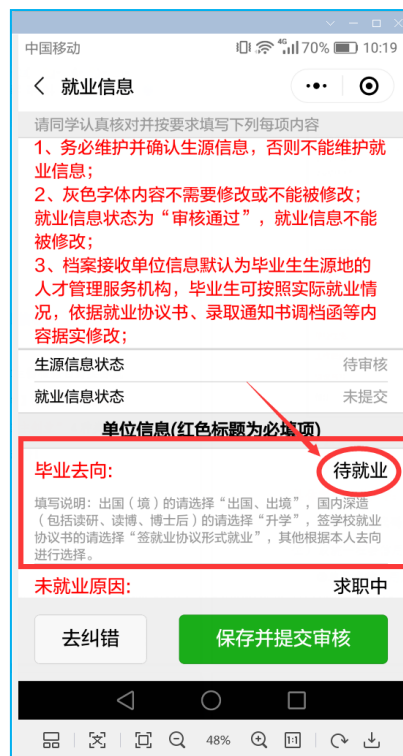 中国移动 4G 70% 10:19
就业信息
请同学认真核对并按要求填写下列每项内容
1、务必维护并确认生源信息，否则不能维护就
业信息；
2、灰色字体内容不需要修改或不能被修改；
就业信息状态为“审核通过”，就业信息不能
被修改；
3、档案接收单位信息默认为毕业生生源地的
人才管理服务机构，毕业生可按照实际就业情
况，依据就业协议书、录取通知书调档函等内
容据实修改；
生源信息状态 待审核
就业信息状态 未提交
单位信息(红色标题为必填项)
毕业去向: 待就业
填写说明：出国（境）的请选择“出国、出境”，国内深造
（包括读研、读博、博士后）的请选择“升学”，签学校就业
协议书的请选择“签就业协议形式就业”，其他根据本人去向
进行选择。
未就业原因: 求职中
去纠错 保存并提交审核
48% 1:1